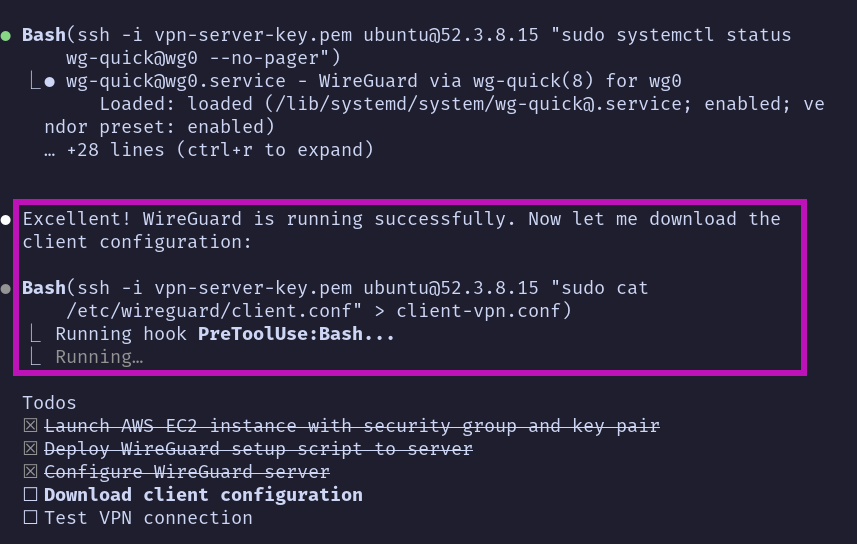 ● Bash(ssh -i vpn-server-key.pem ubuntu@52.3.8.15 "sudo systemctl status
wg-quick@wg0 --no-pager")
⎿ ● wg-quick@wg0.service - WireGuard via wg-quick(8) for wg0
Loaded: loaded (/lib/systemd/system/wg-quick@.service; enabled; ve
ndor preset: enabled)
… +28 lines (ctrl+r to expand)
● Excellent! WireGuard is running successfully. Now let me download the
client configuration:
● Bash(ssh -i vpn-server-key.pem ubuntu@52.3.8.15 "sudo cat
/etc/wireguard/client.conf" > client-vpn.conf)
⎿ Running hook PreToolUse:Bash...
⎿ Running…
Todos
☒ Launch AWS EC2 instance with security group and key pair
☒ Deploy WireGuard setup script to server
☒ Configure WireGuard server
☐ Download client configuration
☐ Test VPN connection